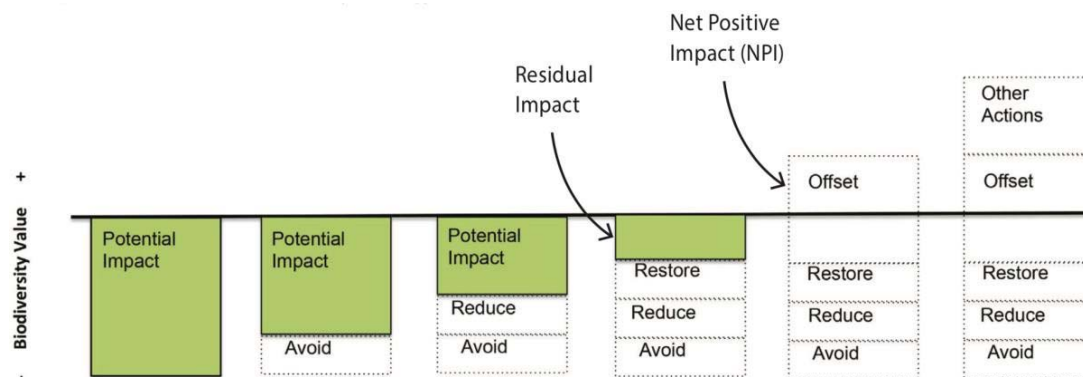 Net Positive
Impact (NPI)
Residual
Impact
Other
Actions
Offset
Offset
Biodiversity Value
+
-
Potential
Impact
Potential
Impact
Potential
Impact
Restore
Restore
Restore
Reduce
Reduce
Reduce
Reduce
Avoid
Avoid
Avoid
Avoid
Avoid